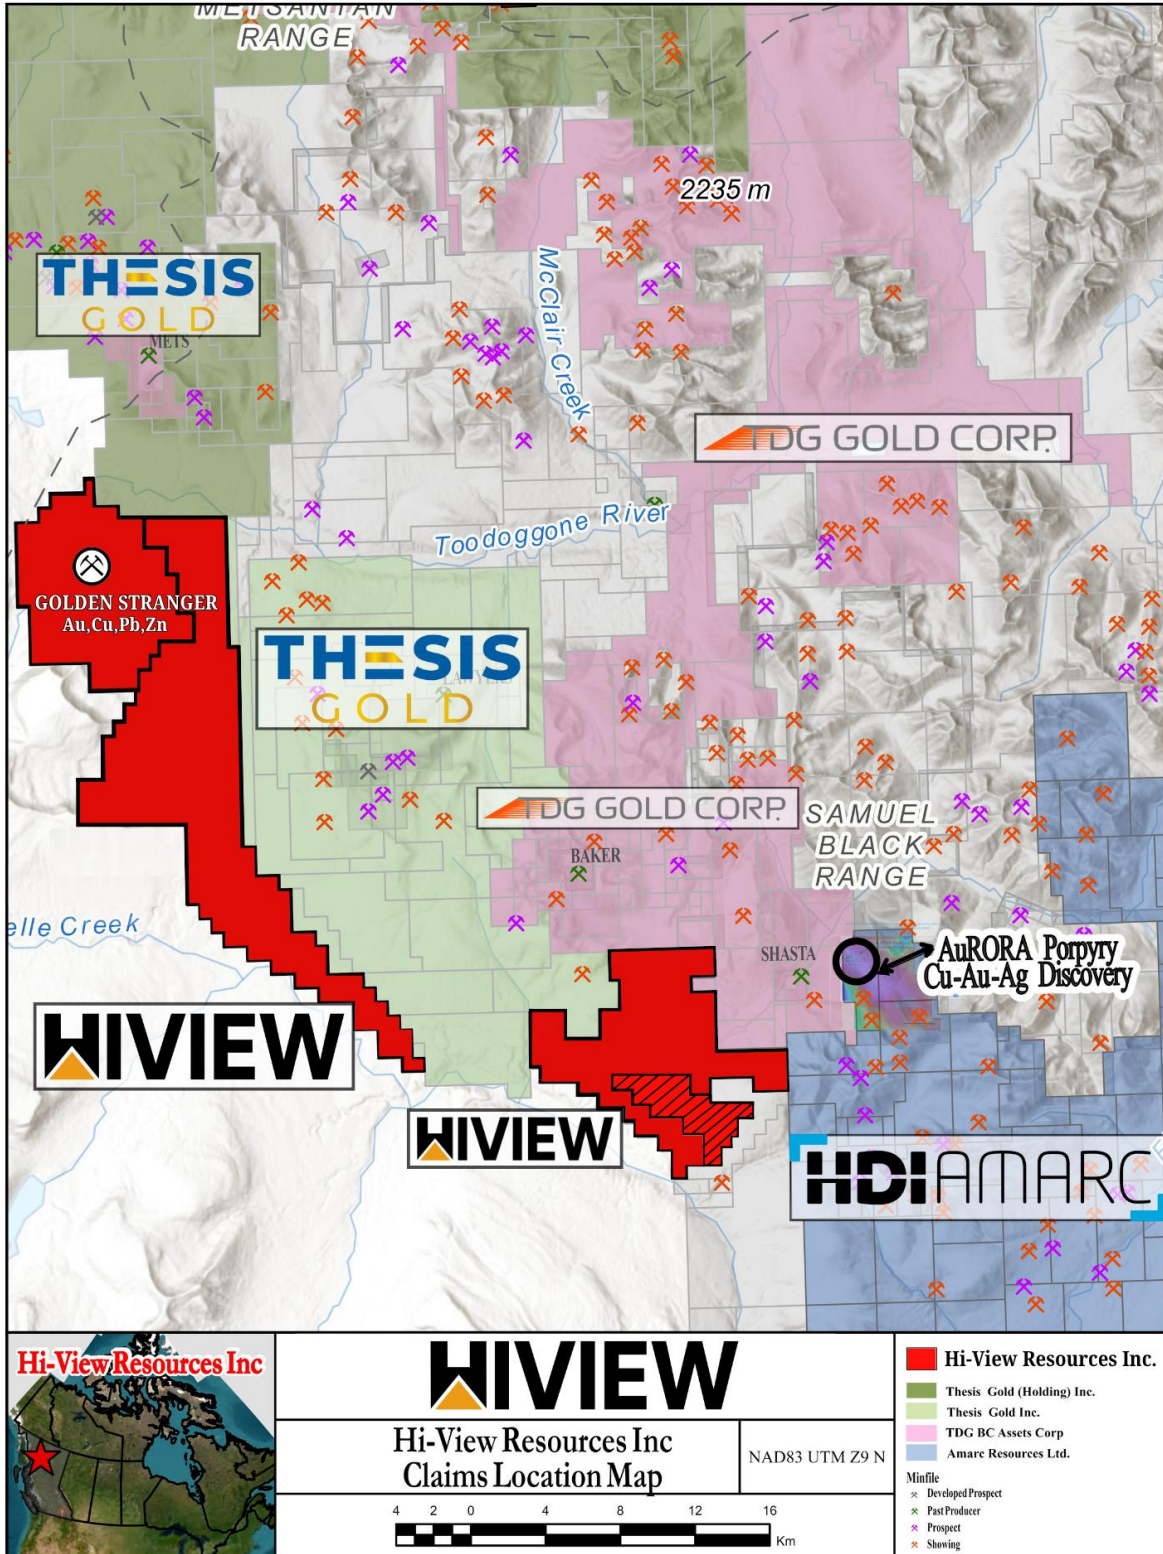 METSANTAN
RANGE
2235 m
THESIS
GOLD
METS
McClair Creek
TDG GOLD CORP.
Toodoggone River
GOLDEN STRANGER
Au,Cu,Pb,Zn
THESIS
GOLD
LAWYERS
TDG GOLD CORP.
SAMUEL
BLACK
RANGE
BAKER
elle Creek
SHASTA
AuRORA Porpyry
Cu-Au-Ag Discovery
HIVIEW
HIVIEW
HDI AMARC
Hi-View Resources Inc
HIVIEW
Hi-View Resources Inc
Claims Location Map
NAD83 UTM Z9 N
4 2 0 4 8 12 16
Km
Hi-View Resources Inc.
Thesis Gold (Holding) Inc.
Thesis Gold Inc.
TDG BC Assets Corp
Amarc Resources Ltd.
Minfile
Developed Prospect
Past Producer
Prospect
Showing